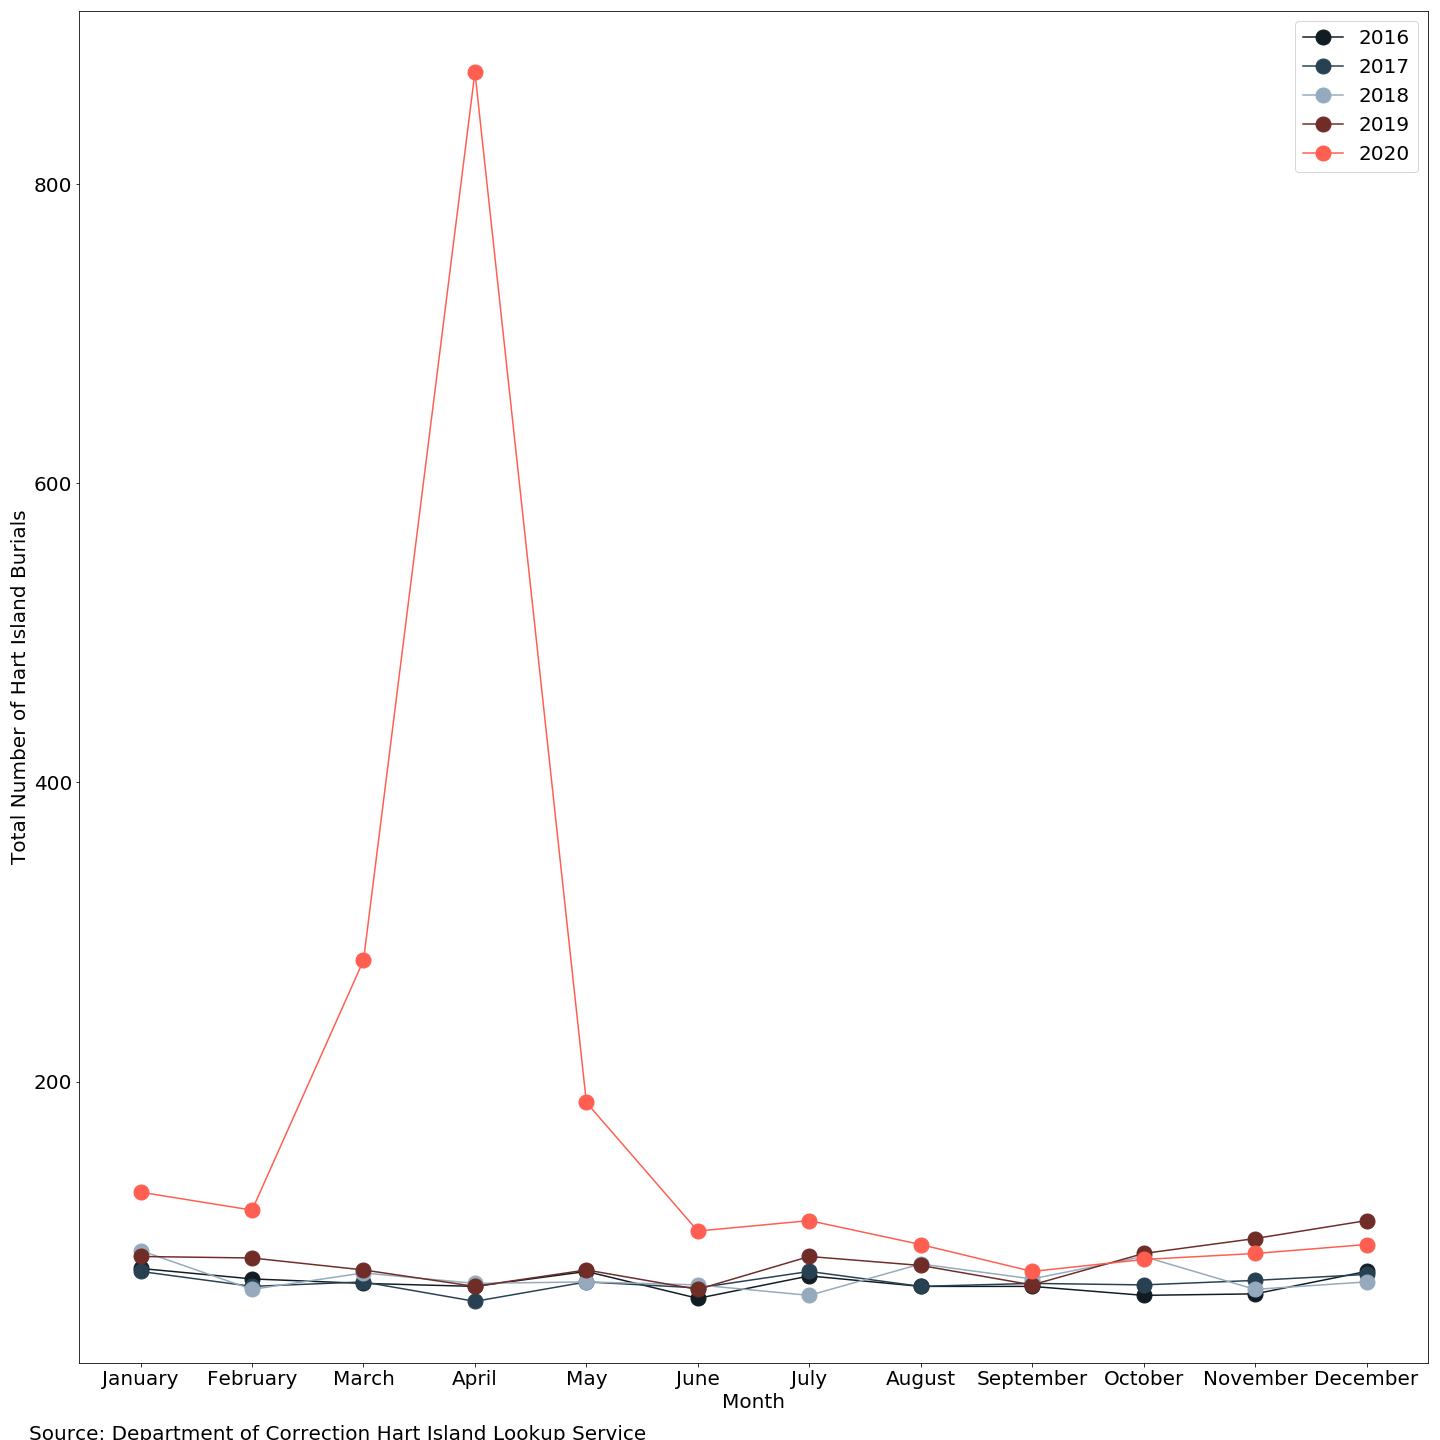 2016
2017
2018
2019
2020
800
600
400
200
Total Number of Hart Island Burials
January February March April May June July August September October November December
Month
Source: Department of Correction Hart Island Lookup Service